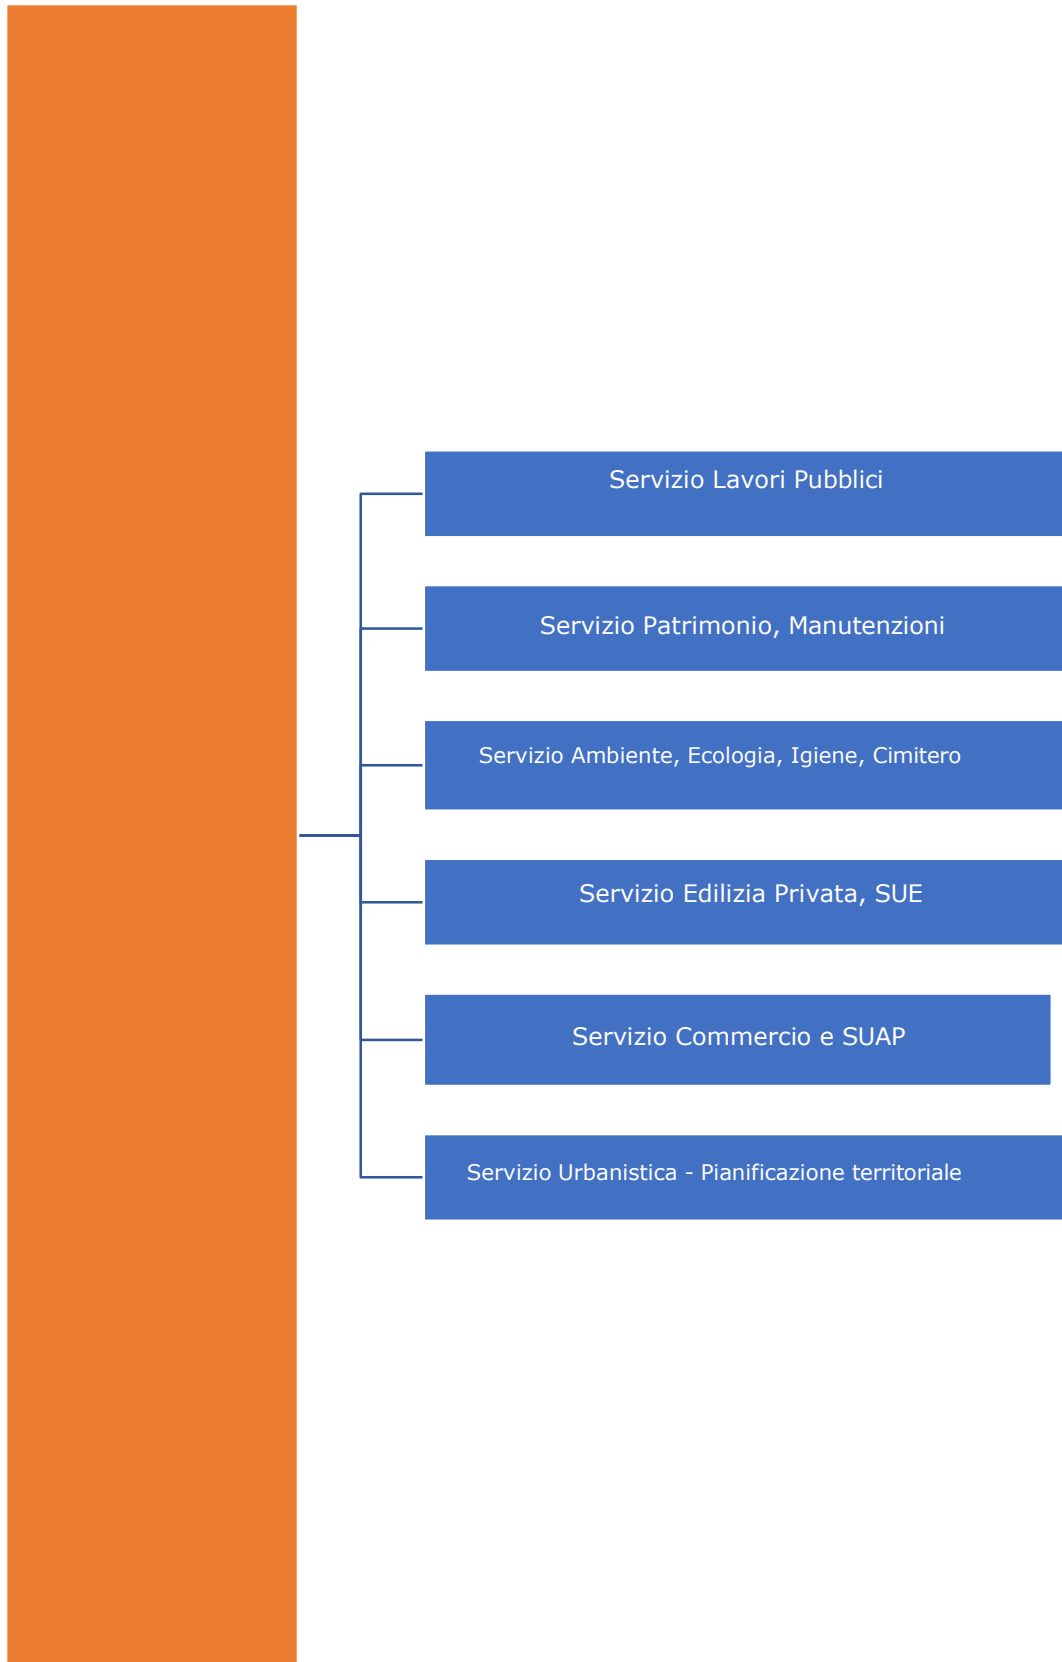 Servizio Lavori Pubblici
Servizio Patrimonio, Manutenzioni
Servizio Ambiente, Ecologia, Igiene, Cimitero
Servizio Edilizia Privata, SUE
Servizio Commercio e SUAP
Servizio Urbanistica - Pianificazione territoriale